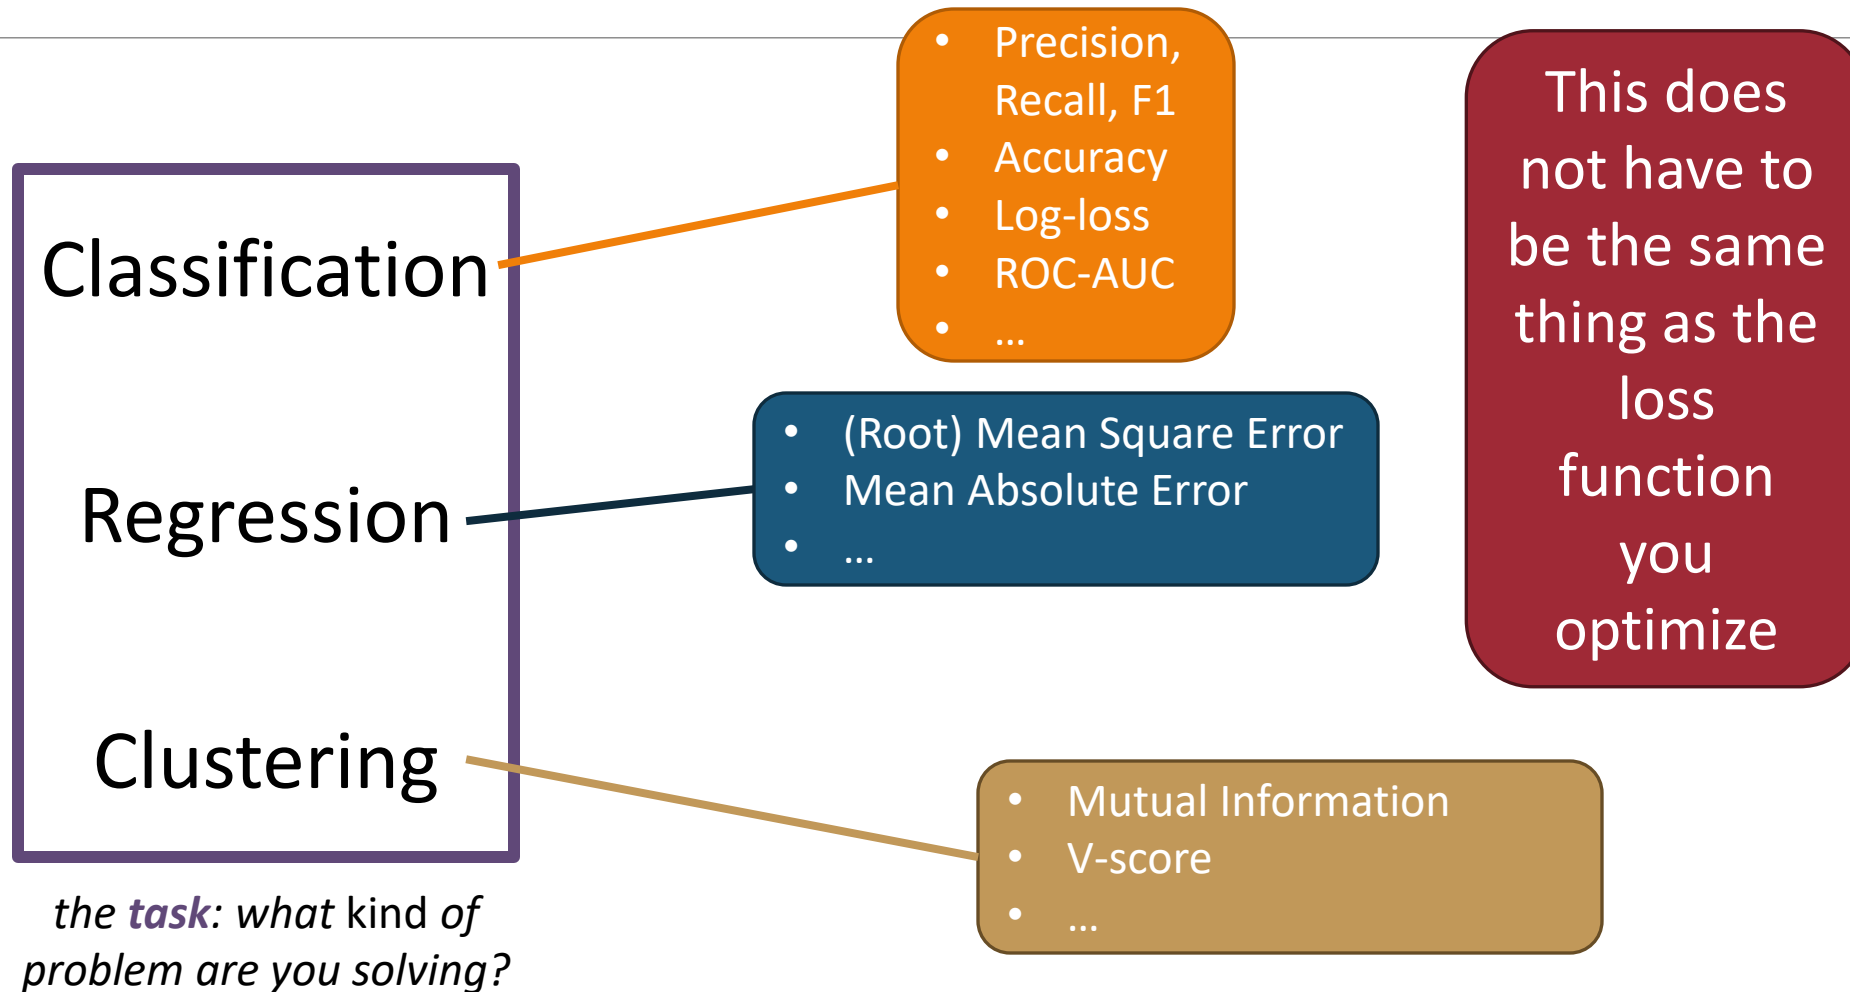 Classification
Regression
Clustering
the task: what kind of
problem are you solving?
• Precision,
Recall, F1
• Accuracy
• Log-loss
• ROC-AUC
• …
• (Root) Mean Square Error
• Mean Absolute Error
• …
• Mutual Information
• V-score
• …
This does
not have to
be the same
thing as the
loss
function
you
optimize